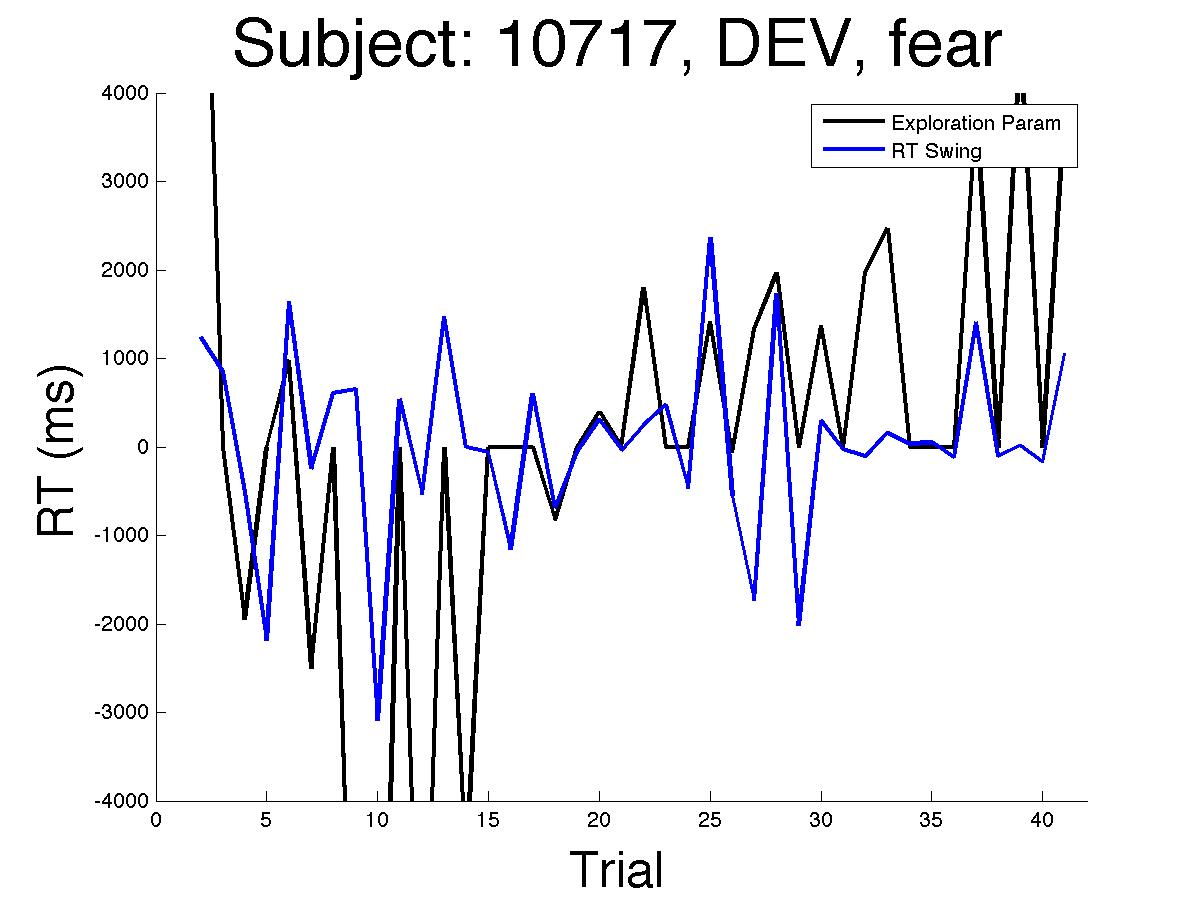 Subject: 10717, DEV, fear
4000
3000
2000
1000
0
-1000
-2000
-3000
-4000
RT (ms)
Exploration Param
RT Swing
0 5 10 15 20 25 30 35 40
Trial